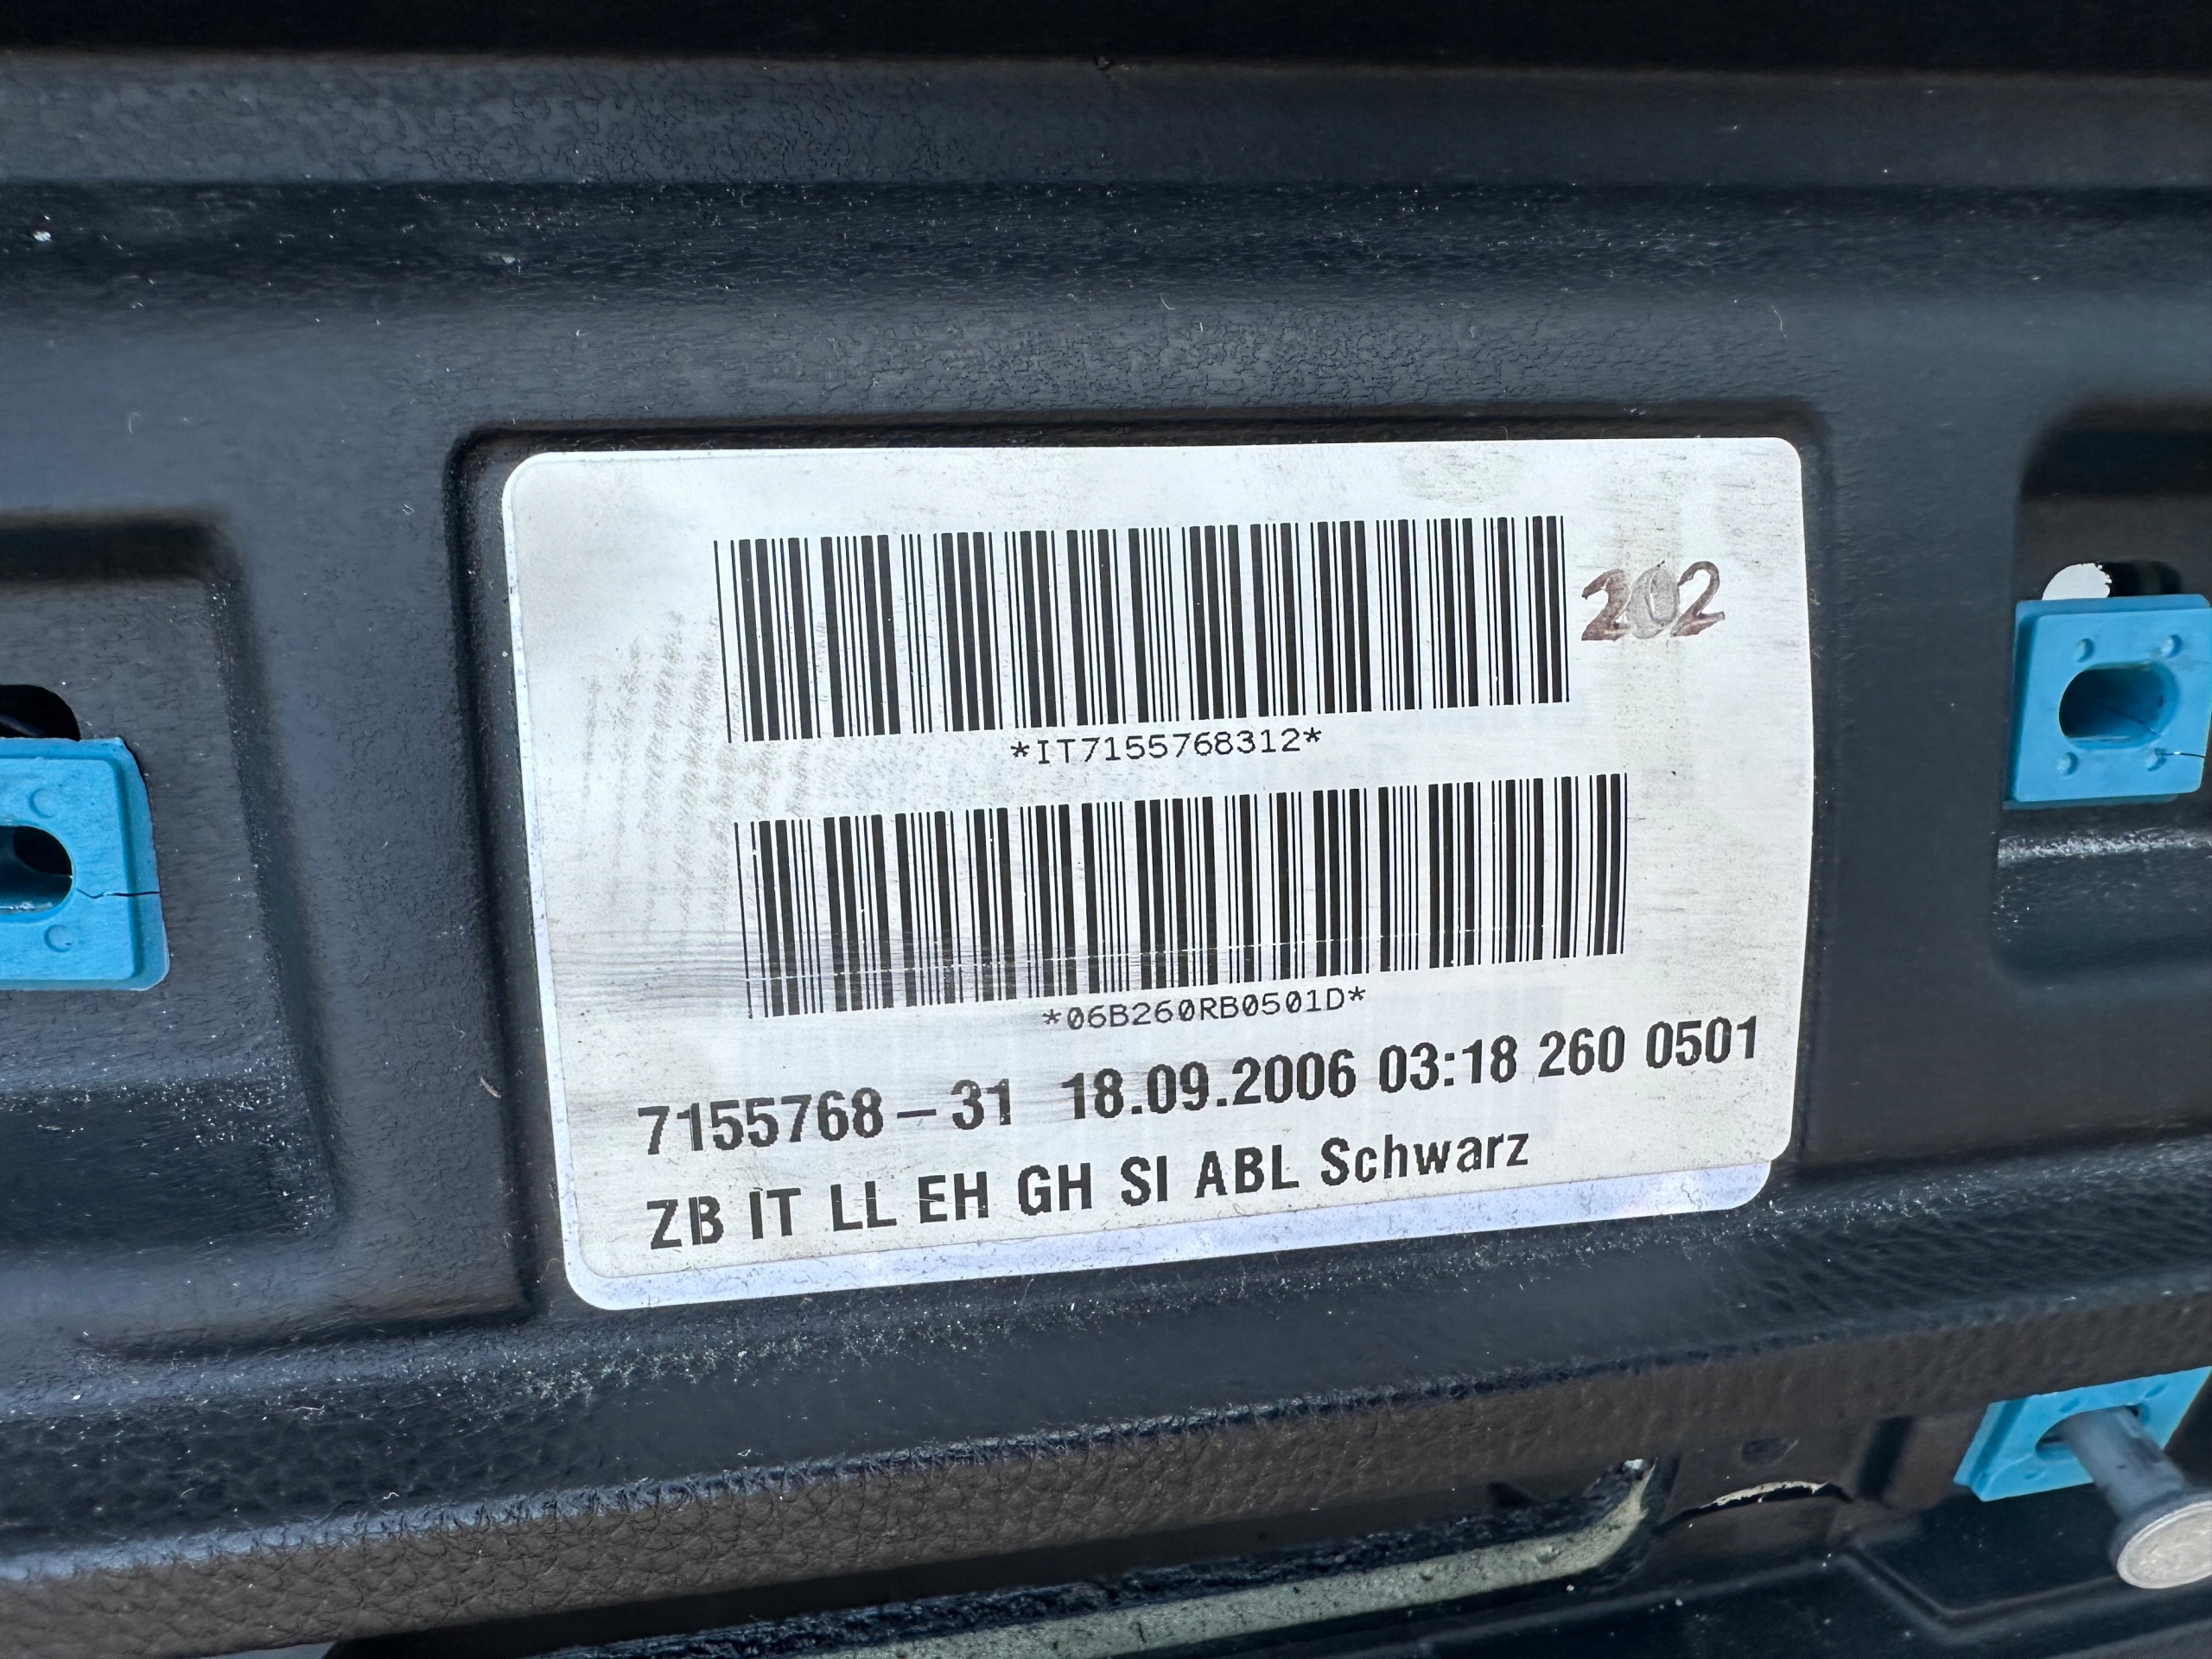 202
*IT7155768312*
*06B260RB0501D*
7155768-31 18.09.2006 03:18 260 0501
ZB IT LL EH GH SI ABL Schwarz